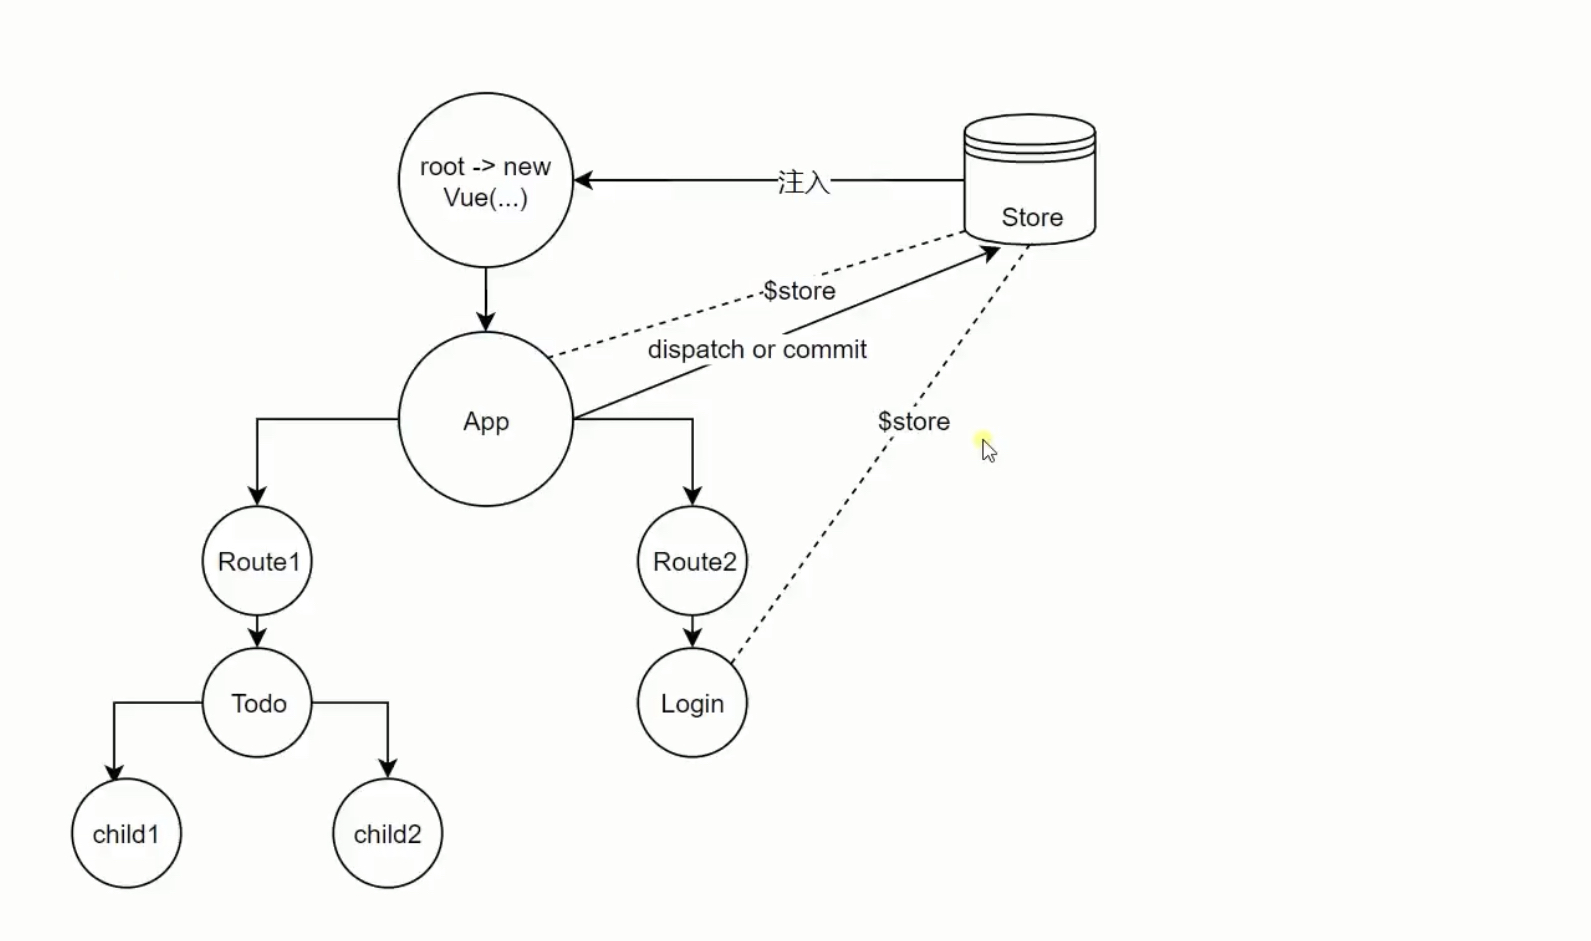 root -> new
Vue(...)
注入
Store
$store
dispatch or commit
App
$store
Route1
Route2
Todo
Login
child1
child2